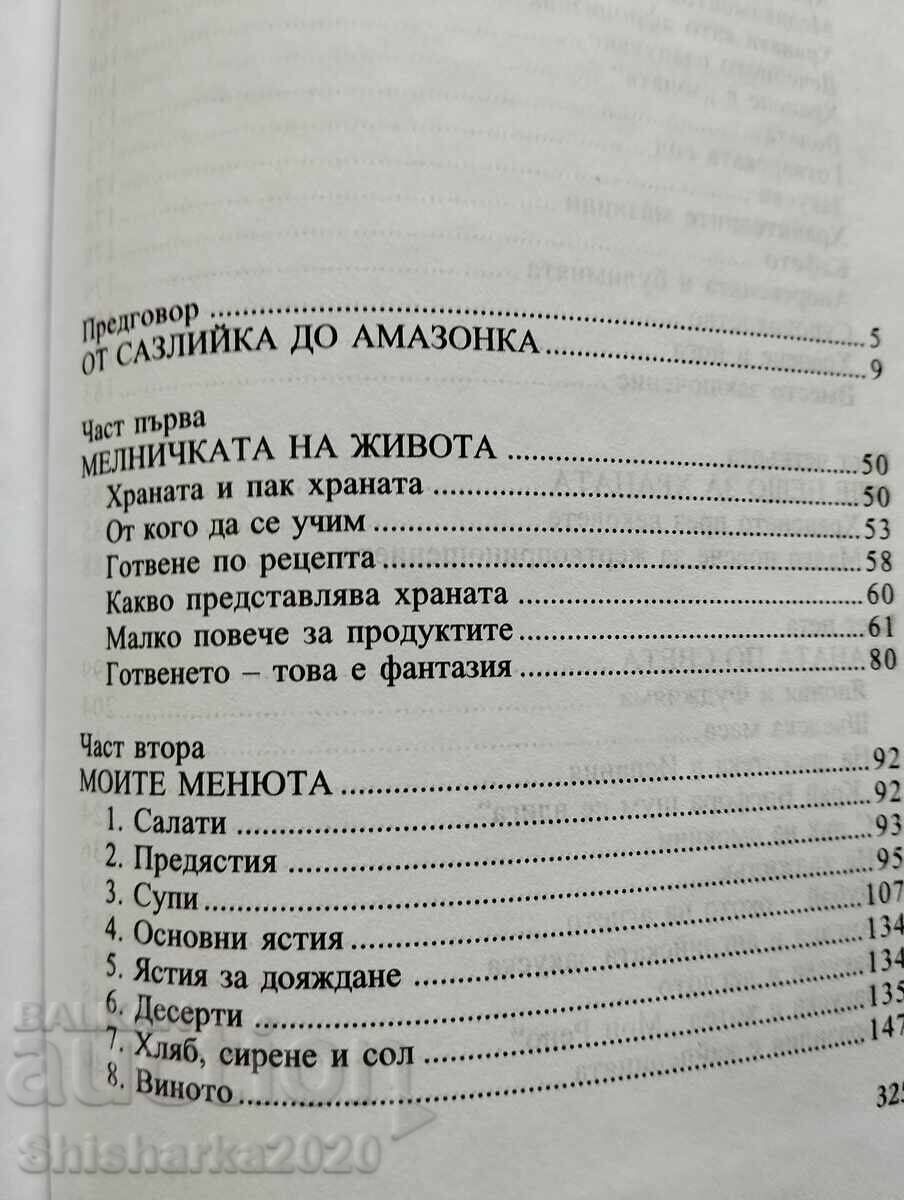 Предговор ........ 5
ОТ САЗЛИЙКА ДО АМАЗОНКА ........ 9
Част първа
МЕЛНИЧКАТА НА ЖИВОТА ........ 50
Храната и пак храната ........ 50
От кого да се учим ........ 53
Готвене по рецепта ........ 58
Какво представлява храната ........ 60
Малко повече за продуктите ........ 61
Готвенето – това е фантазия ........ 80
Част втора
МОИТЕ МЕНЮТА ........ 92
1. Салати ........ 92
2. Предястия ........ 93
3. Супи ........ 95
4. Основни ястия ........ 107
5. Ястия за дояждане ........ 134
6. Десерти ........ 134
7. Хляб, сирене и сол ........ 135
8. Виното ........ 147
325
auction
Shisharka2020